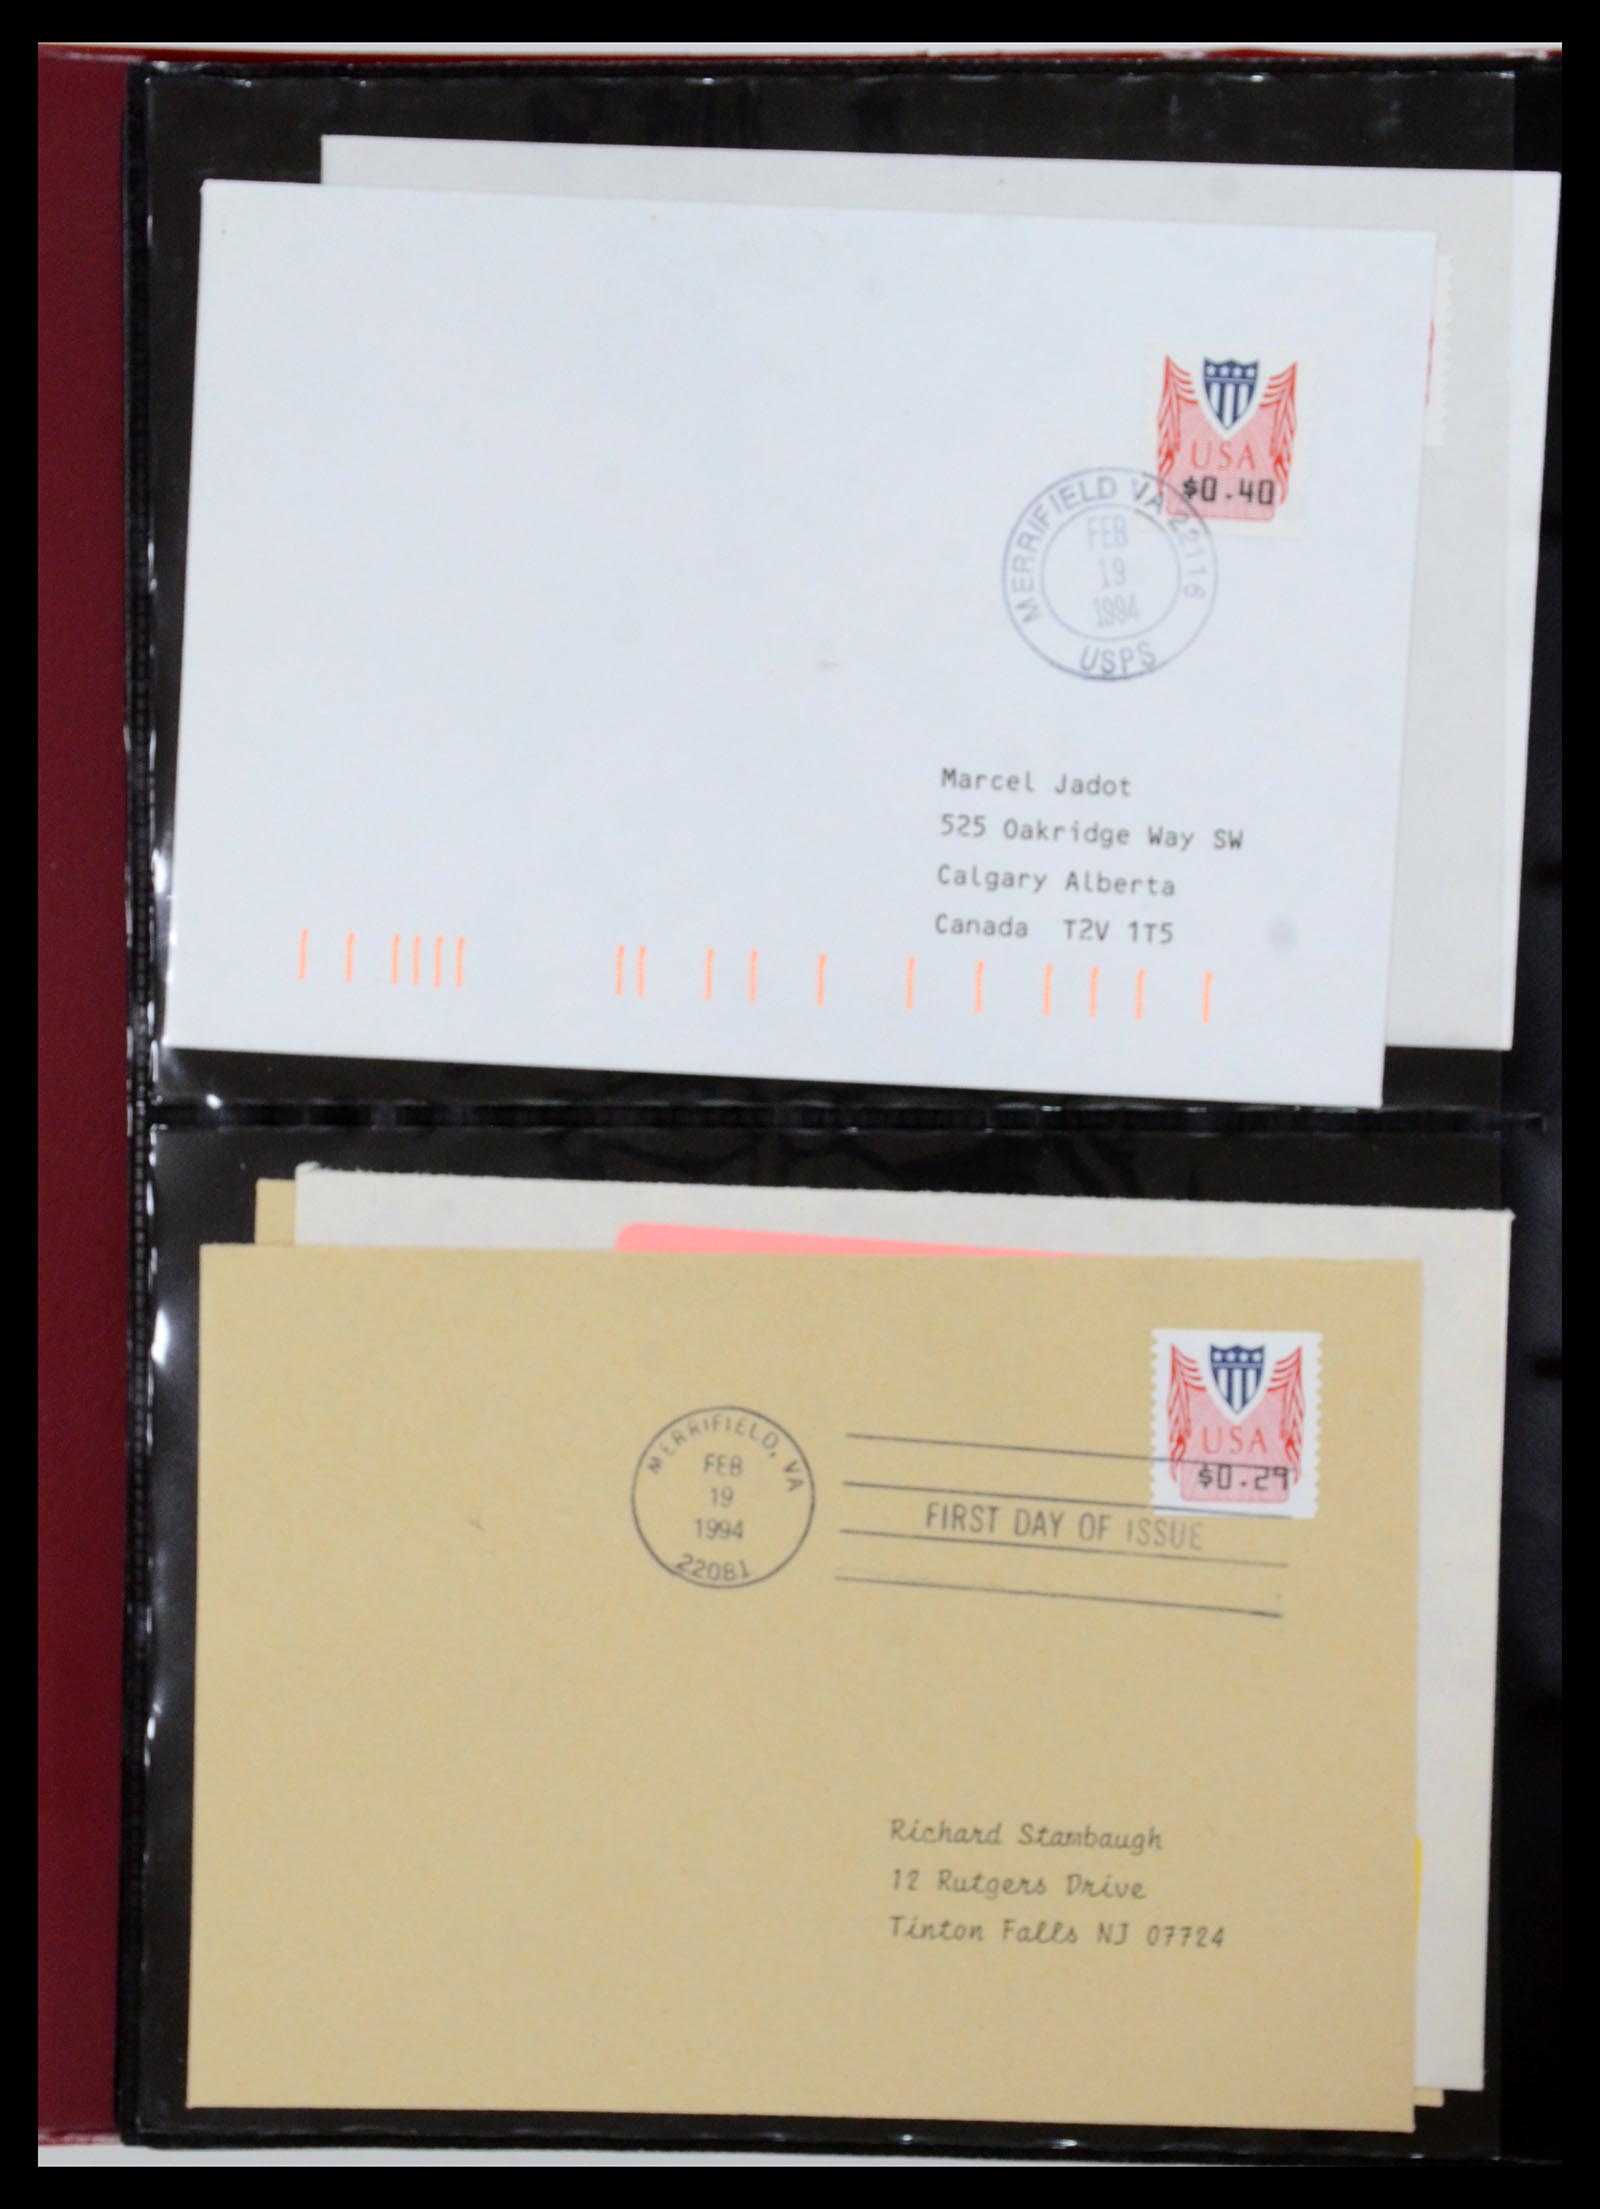 USA
$0.40
MERRIFIELD VA 22116
FEB
19
1994
USPS
Marcel Jadot
525 Oakridge Way SW
Calgary Alberta
Canada T2V 1T5
USA
$0.29
MERRIFIELD, VA
FEB
19
1994
22081
FIRST DAY OF ISSUE
Richard Stambaugh
12 Rutgers Drive
Tinton Falls NJ 07724